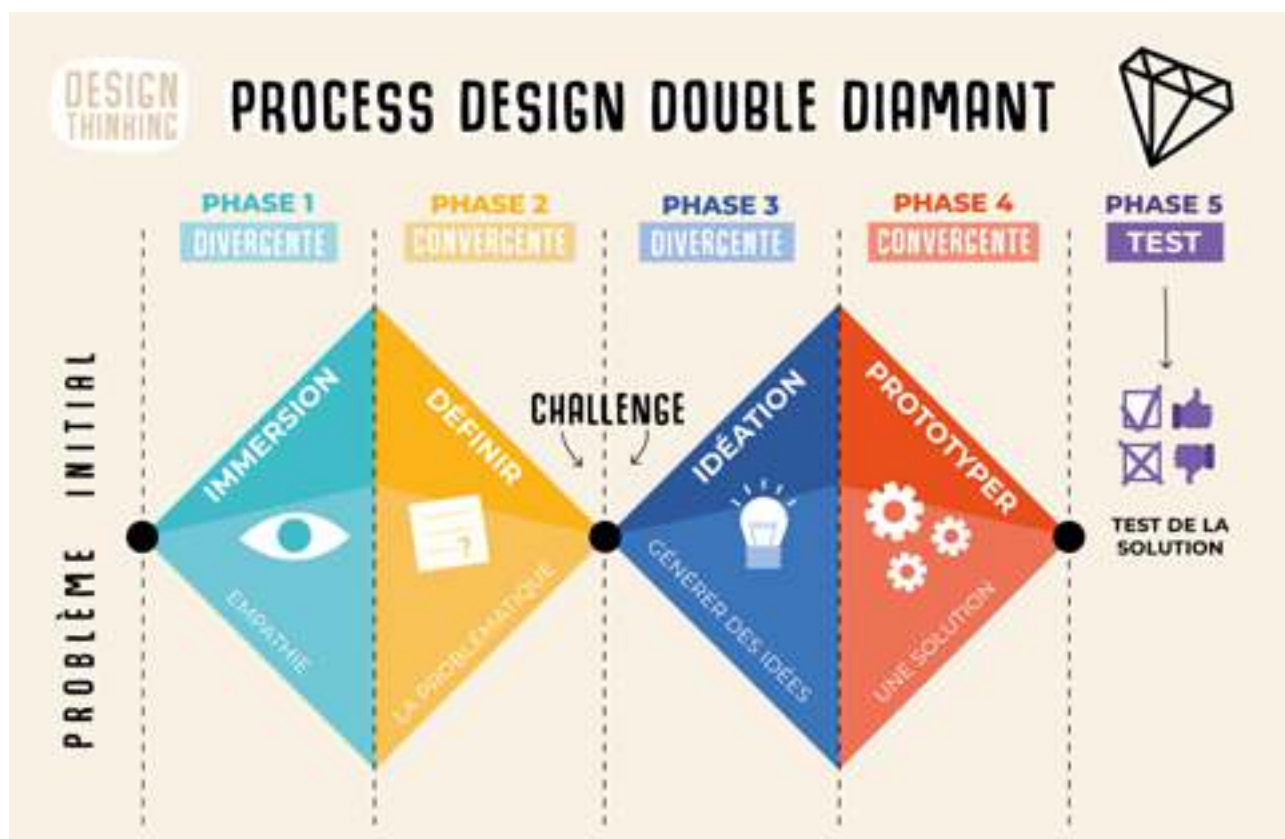 DESIGN
THINKING
PROCESS DESIGN DOUBLE DIAMANT
PHASE 1
DIVERGENTE
PHASE 2
CONVERGENTE
PHASE 3
DIVERGENTE
PHASE 4
CONVERGENTE
PHASE 5
TEST
PROBLÈME INITIAL
IMMERSION
EMPATHIE
DÉFINIR
?
LA PROBLÉMATIQUE
CHALLENGE
IDÉATION
GÉNÉRER DES IDÉES
PROTOTYPER
UNE SOLUTION
TEST DE LA
SOLUTION